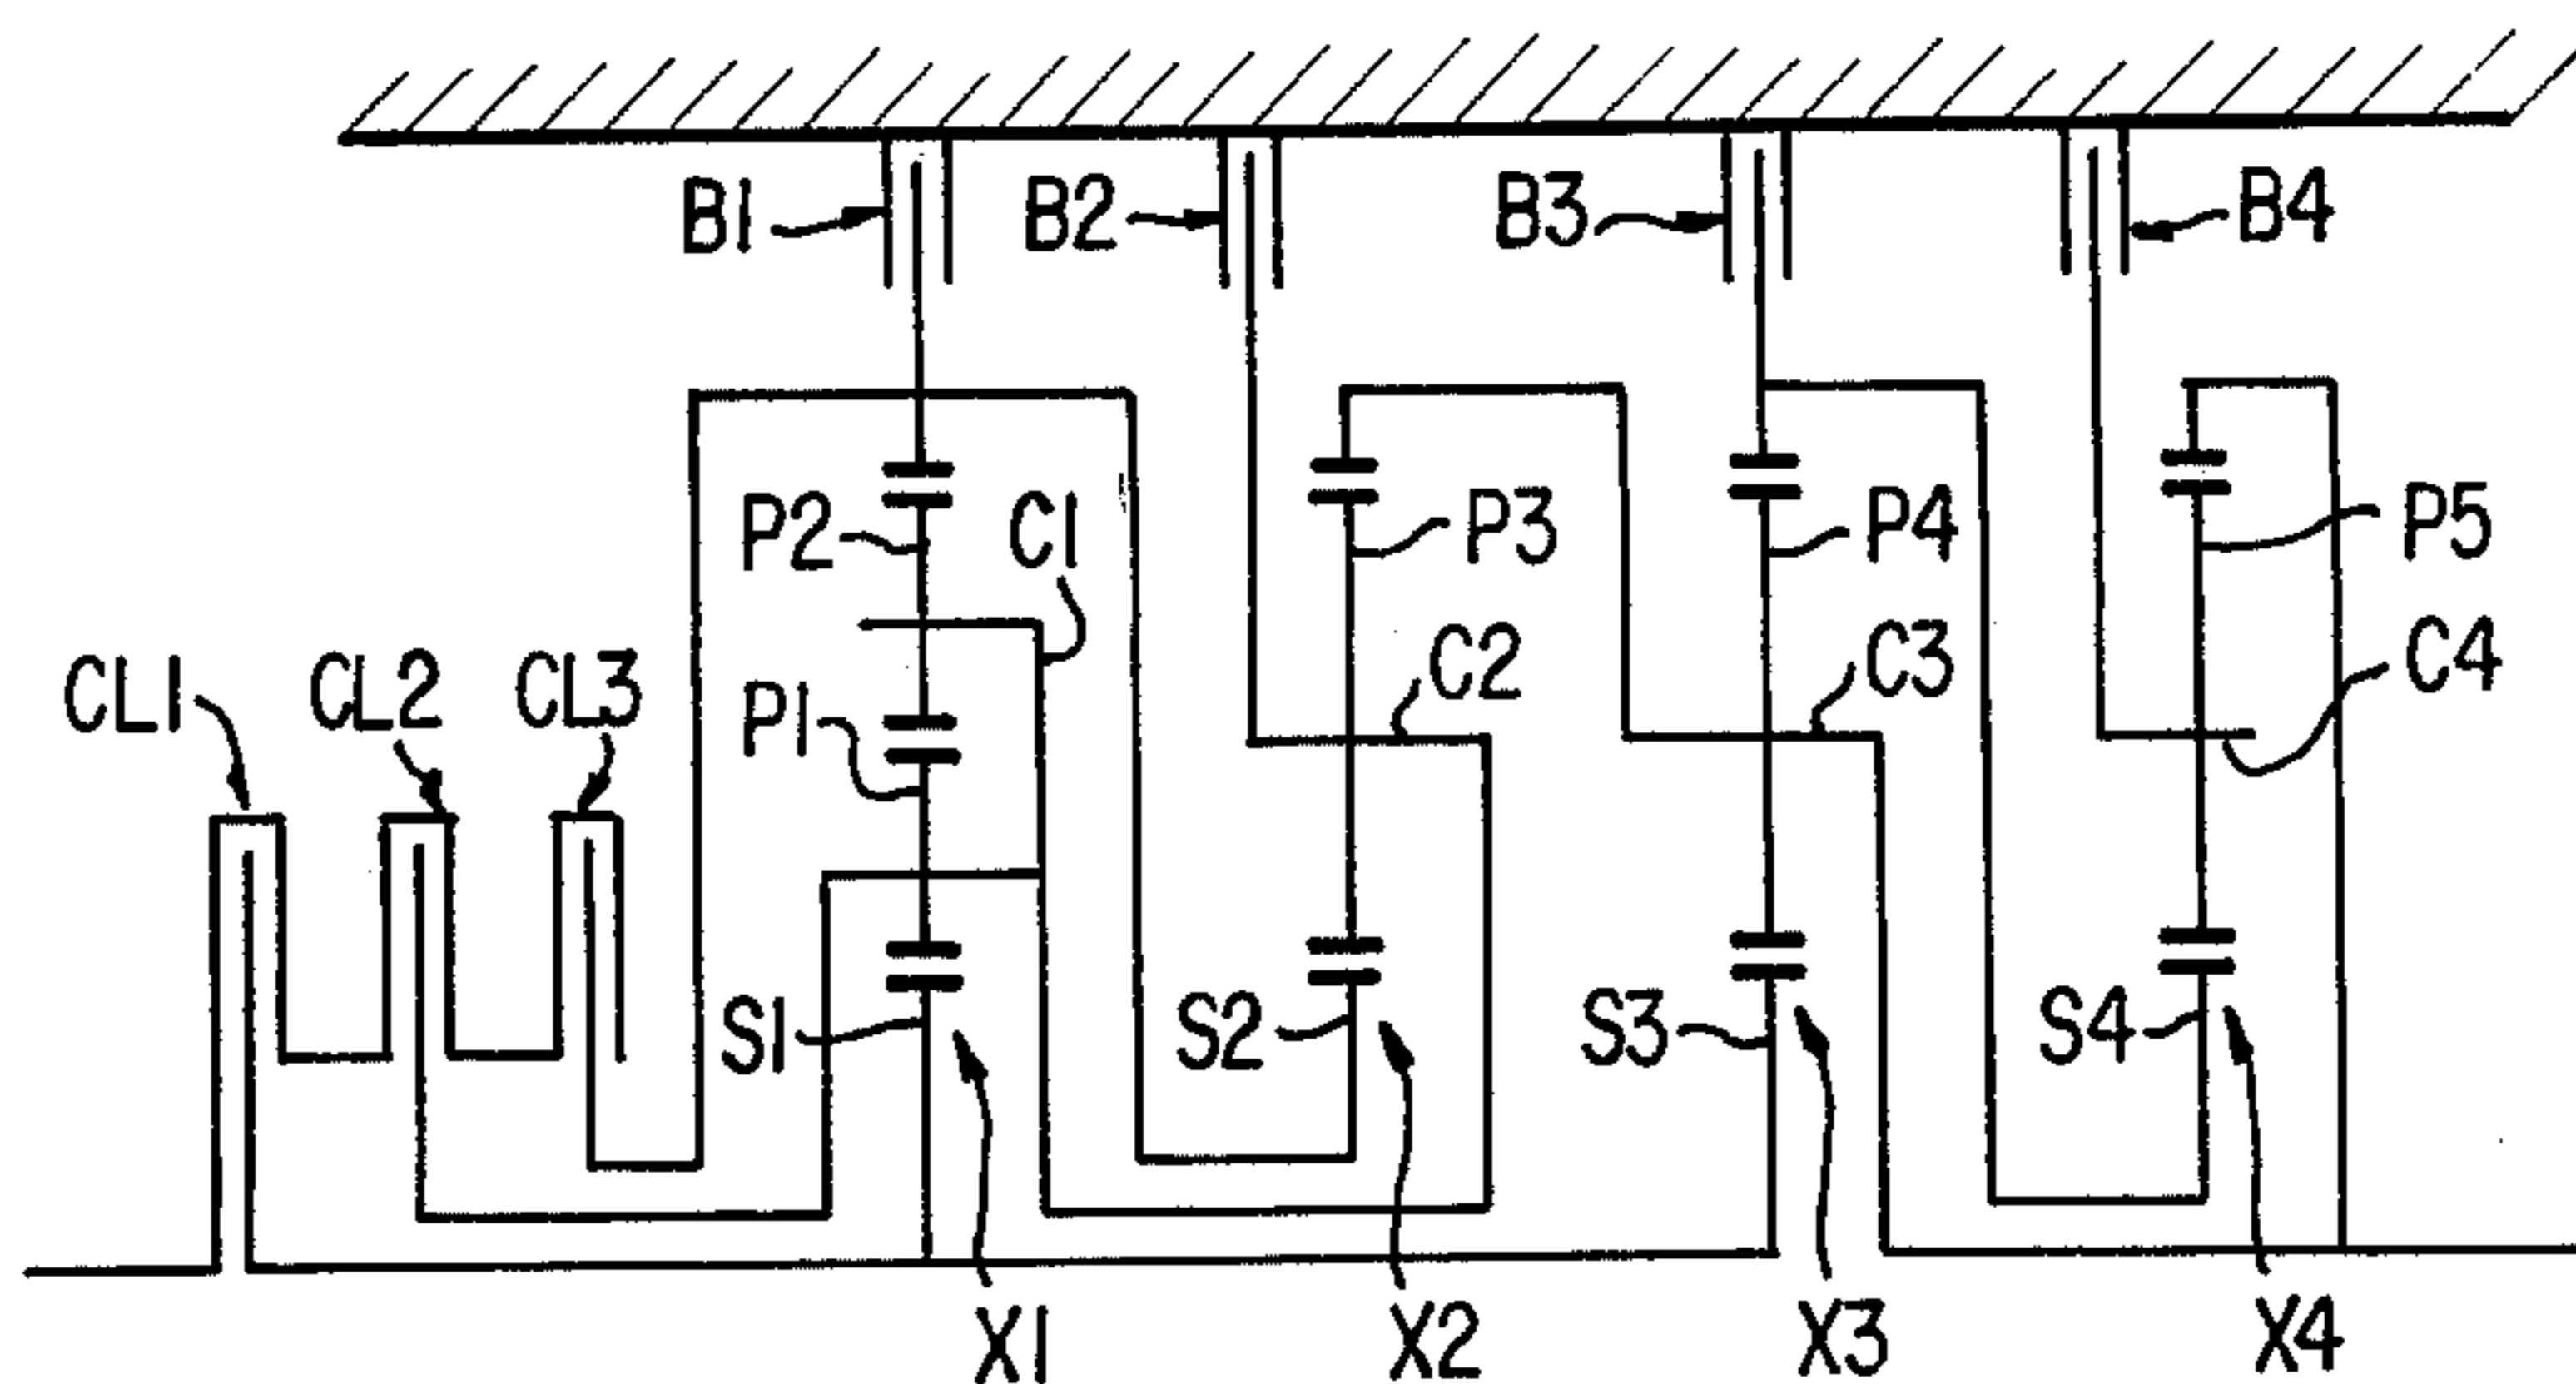 B1 B2 B3 B4
P2 C1 P3 P4 P5
CL1 CL2 CL3 P1 C2 C3 C4
S1 S2 S3 S4
X1 X2 X3 X4